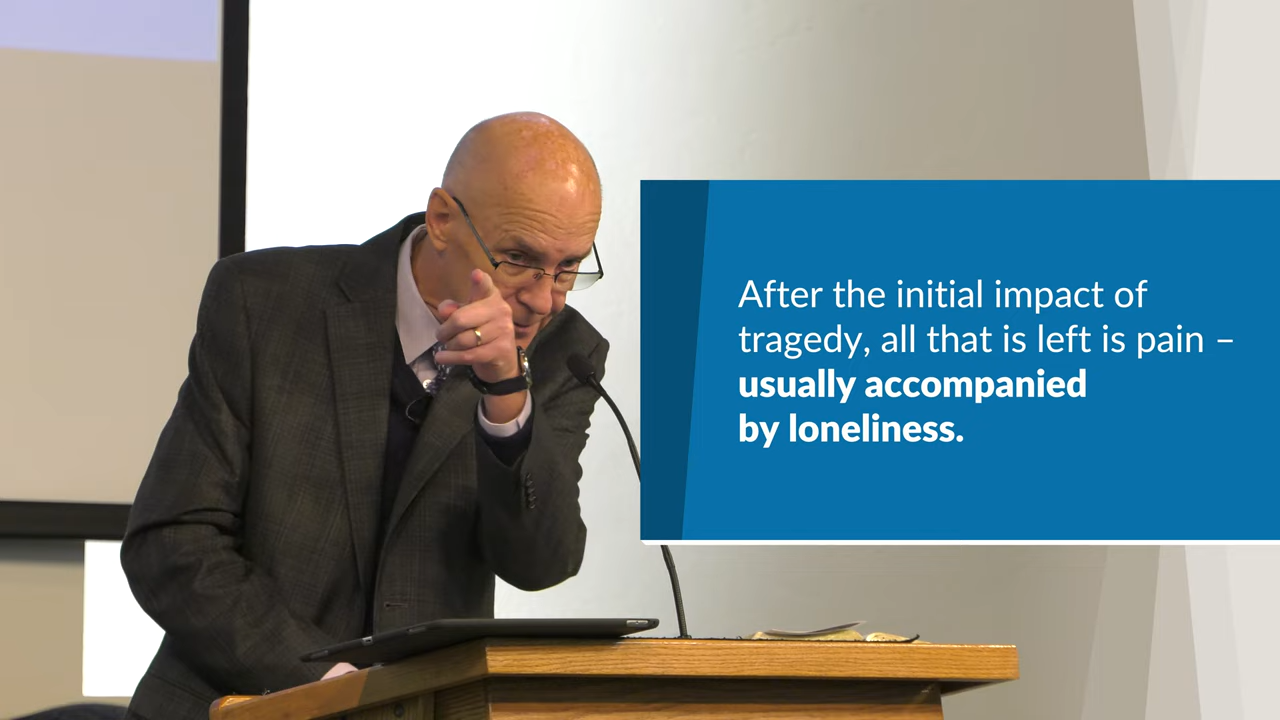 After the initial impact of
tragedy, all that is left is pain –
usually accompanied
by loneliness.